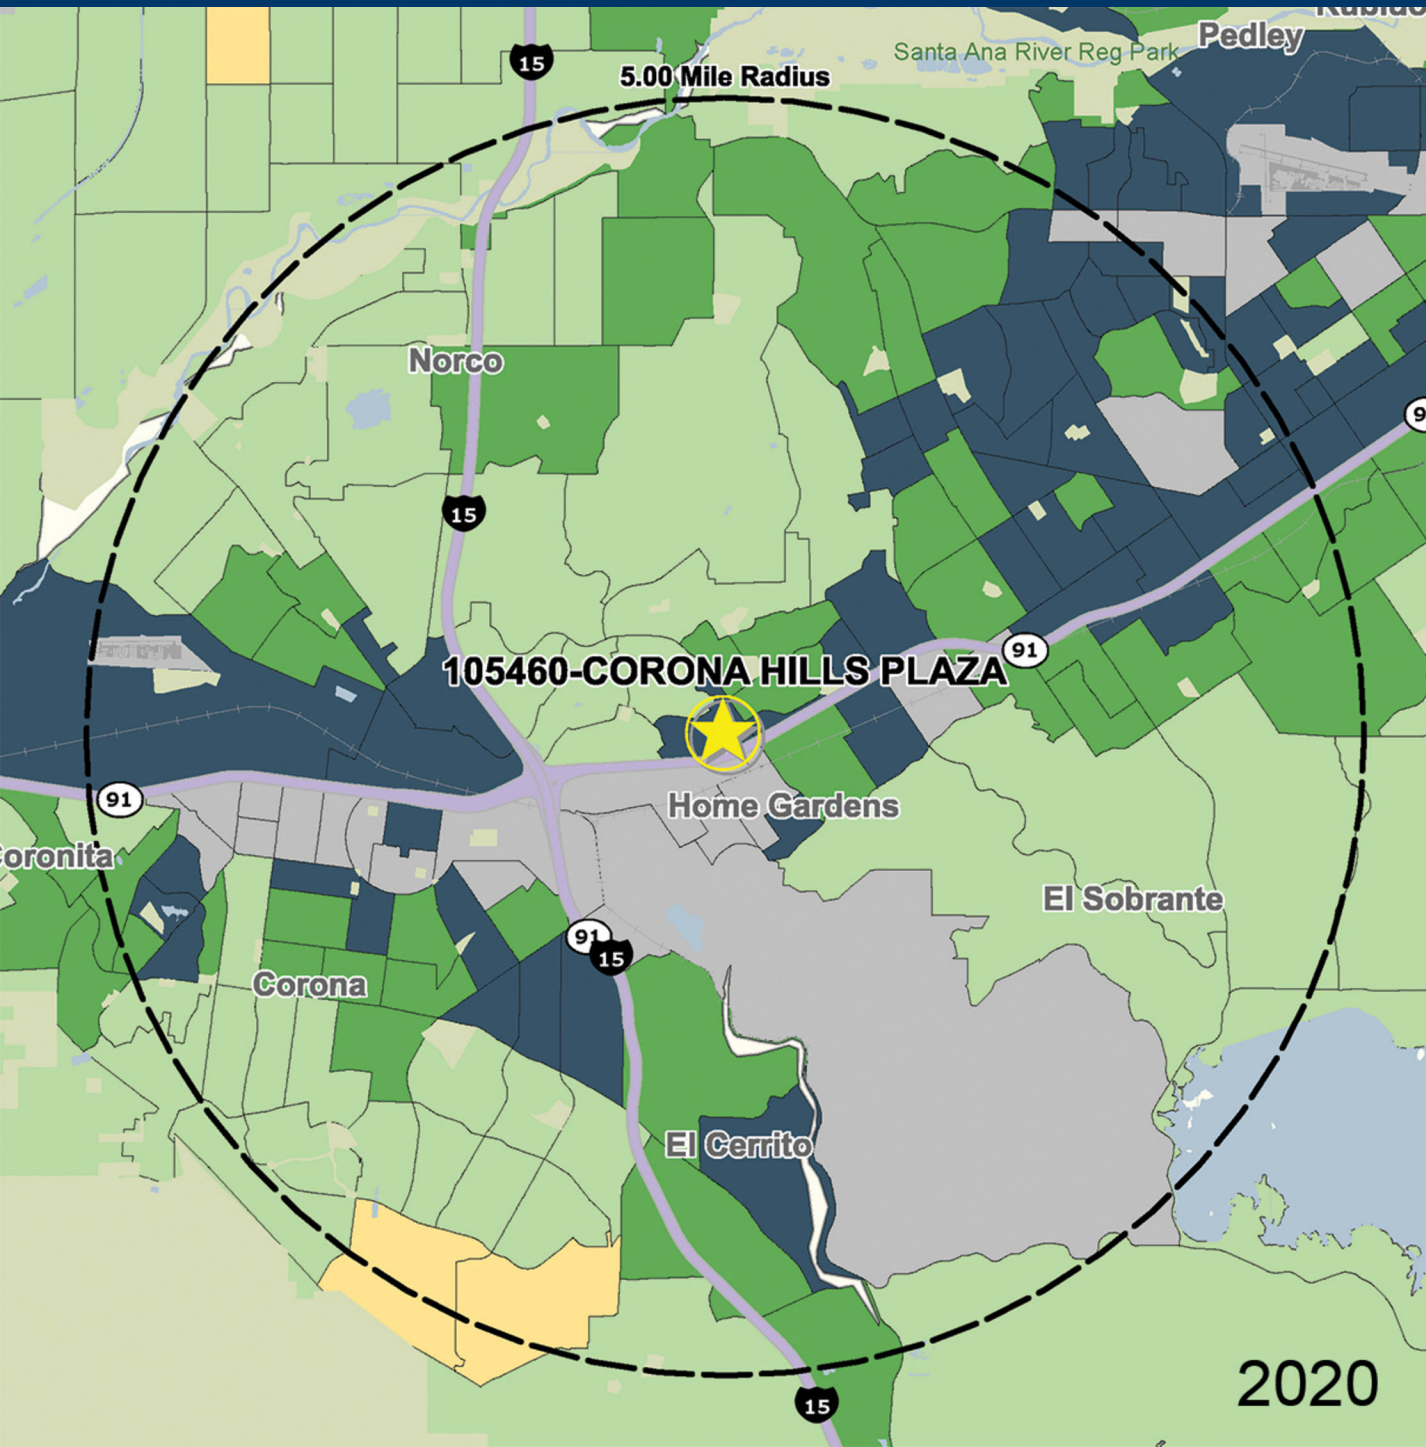 Pedley
Santa Ana River Reg Park
15
5.00 Mile Radius
Norco
15
91
105460-CORONA HILLS PLAZA
91
Home Gardens
El Sobrante
oronita
91
15
Corona
El Cerrito
2020
15